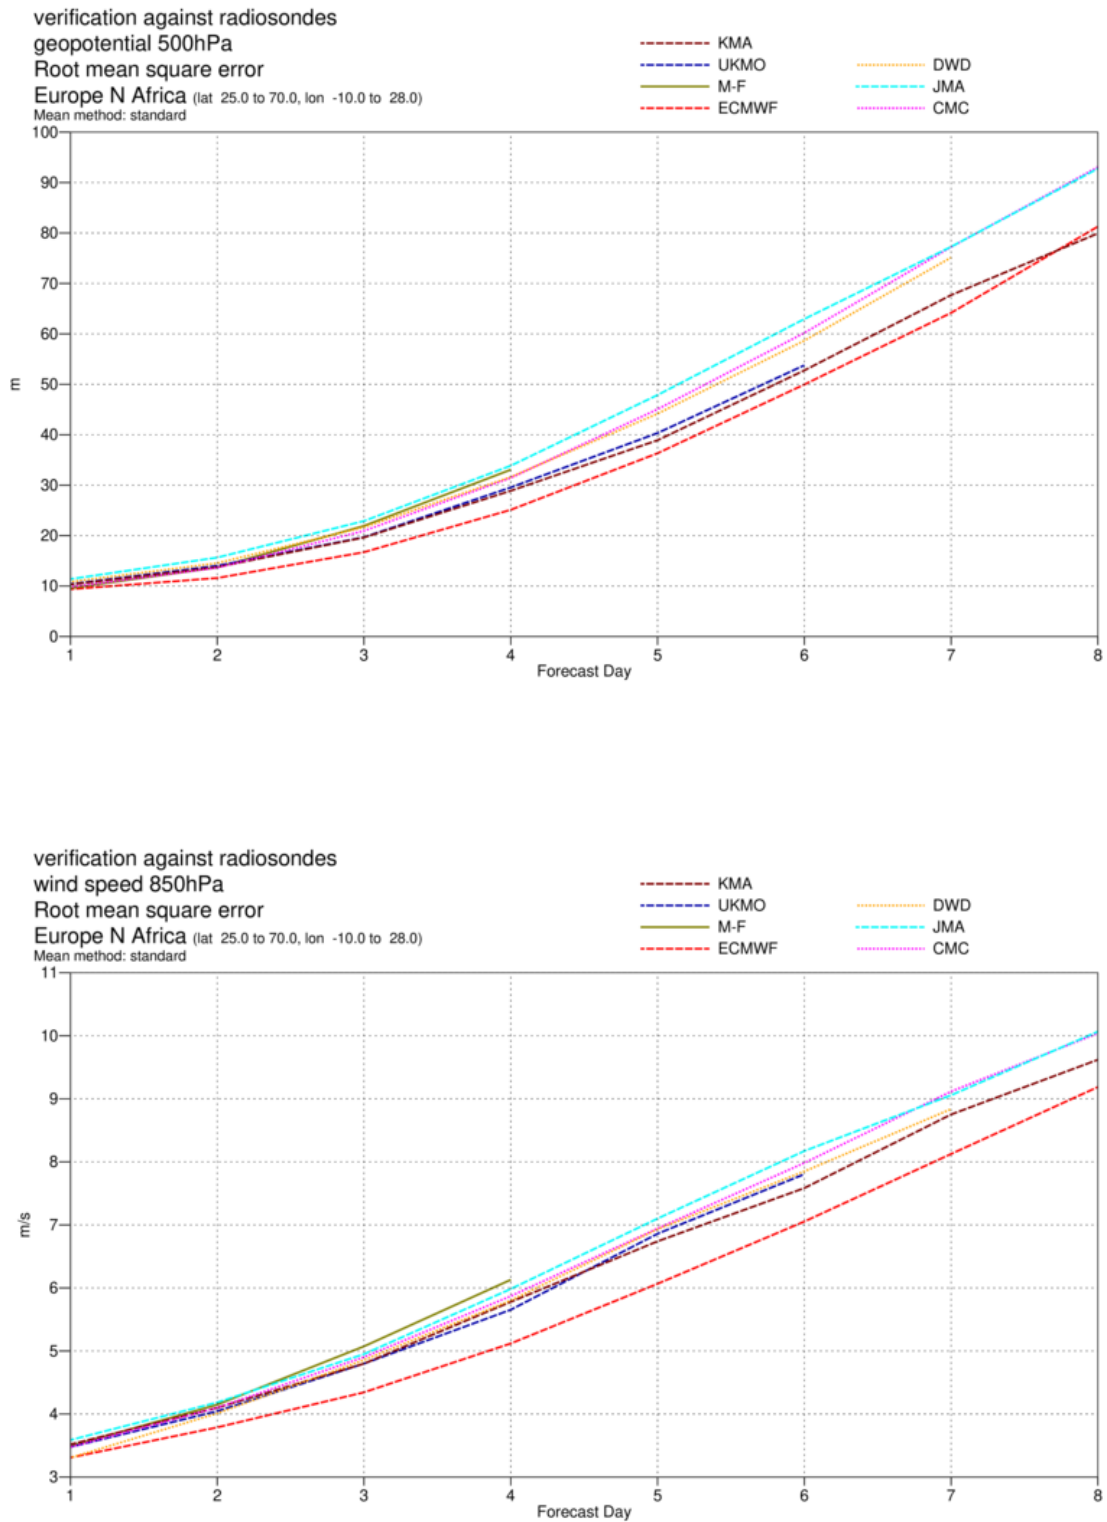 verification against radiosondes
geopotential 500hPa
Root mean square error
Europe N Africa (lat 25.0 to 70.0, lon -10.0 to 28.0)
Mean method: standard
KMA
UKMO
M-F
ECMWF
DWD
JMA
CMC
100
90
80
70
60
50
40
30
20
10
0
m
1 2 3 4 5 6 7 8
Forecast Day
verification against radiosondes
wind speed 850hPa
Root mean square error
Europe N Africa (lat 25.0 to 70.0, lon -10.0 to 28.0)
Mean method: standard
KMA
UKMO
M-F
ECMWF
DWD
JMA
CMC
11
10
9
8
7
6
5
4
3
m/s
1 2 3 4 5 6 7 8
Forecast Day